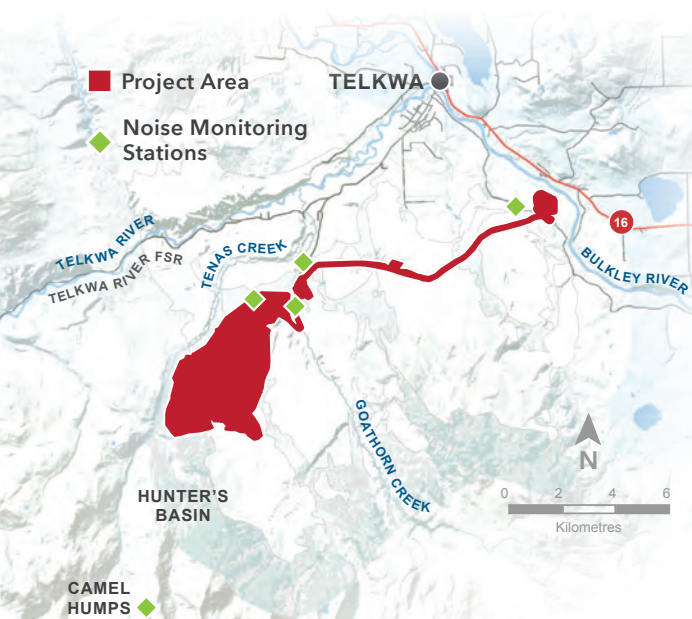 Project Area
TELKWA
Noise Monitoring
Stations
16
TELKWA RIVER
TELKWA RIVER FSR
TENAS CREEK
BULKLEY RIVER
GOATHORN CREEK
HUNTER'S
BASIN
N
0 2 4 6
Kilometres
CAMEL
HUMPS